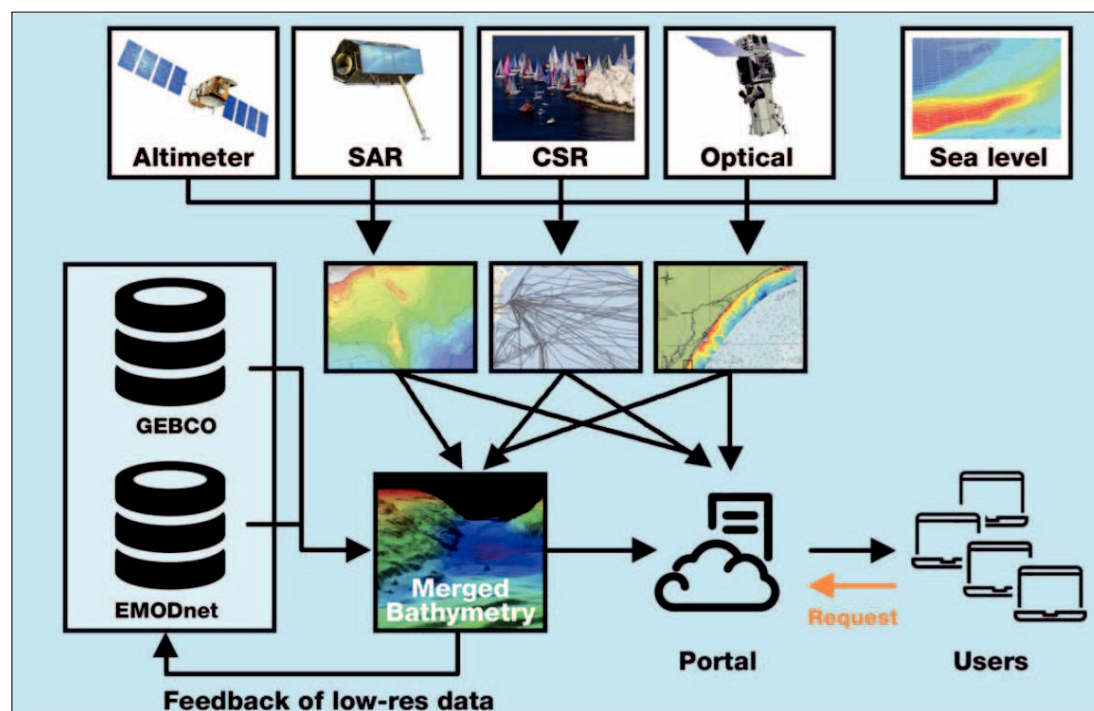 Altimeter
SAR
CSR
Optical
Sea level
GEBCO
EMODnet
Merged
Bathymetry
Request
Portal
Users
Feedback of low-res data